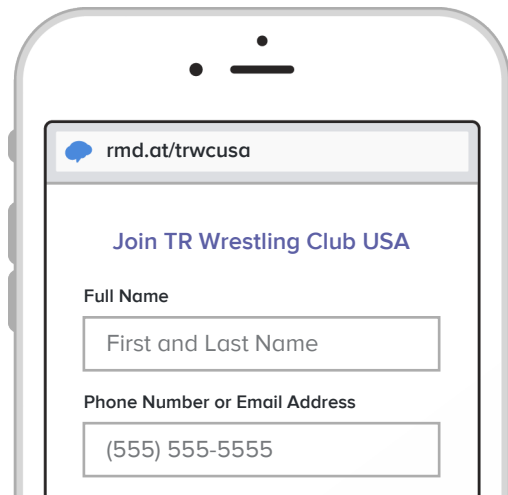 rmd.at/trwcusa
Join TR Wrestling Club USA
Full Name
First and Last Name
Phone Number or Email Address
(555) 555-5555